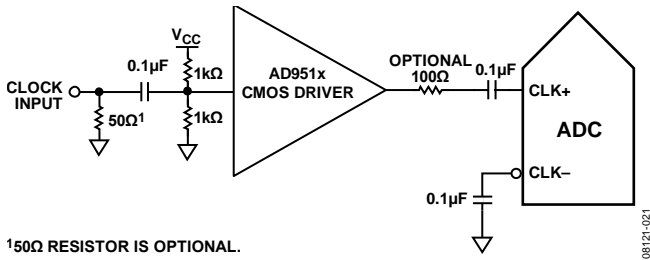 V_CC
0.1µF
1kΩ
AD951x
CMOS DRIVER
OPTIONAL
100Ω
0.1µF
CLOCK
INPUT
50Ω¹
1kΩ
CLK+
ADC
CLK–
0.1µF
¹50Ω RESISTOR IS OPTIONAL.
08121-021